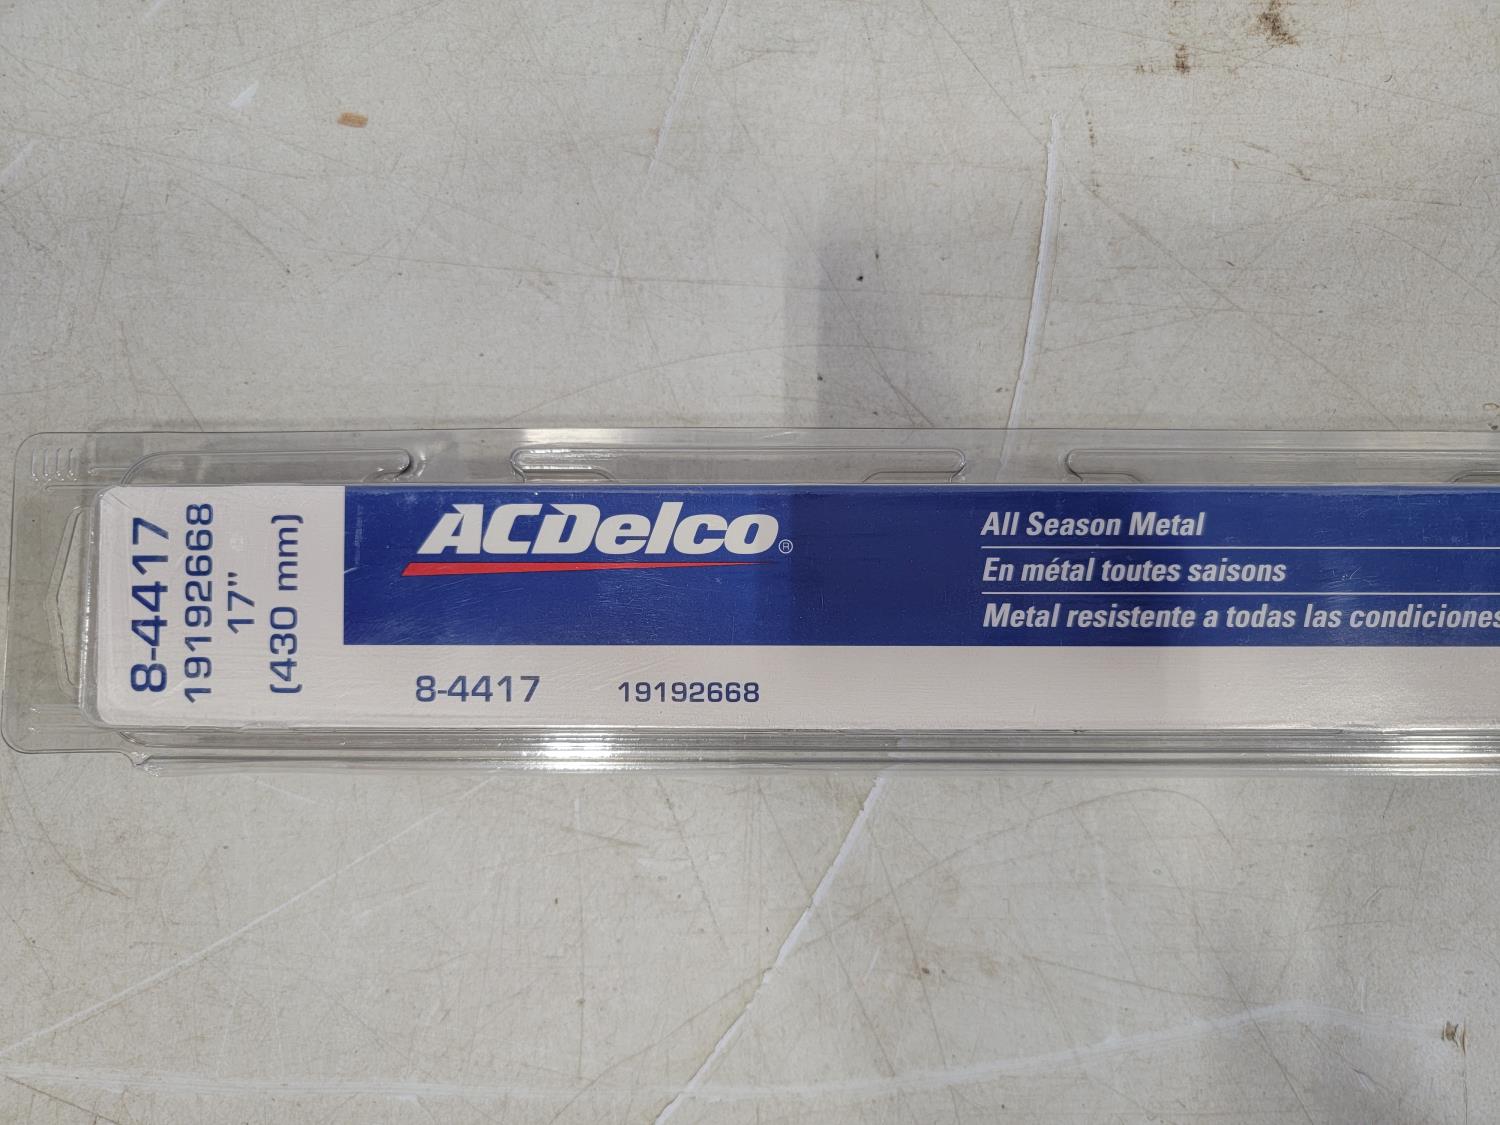 8-4417
19192668
17"
(430 mm)
ACDelco®
All Season Metal
En métal toutes saisons
Metal resistente a todas las condiciones
8-4417 19192668